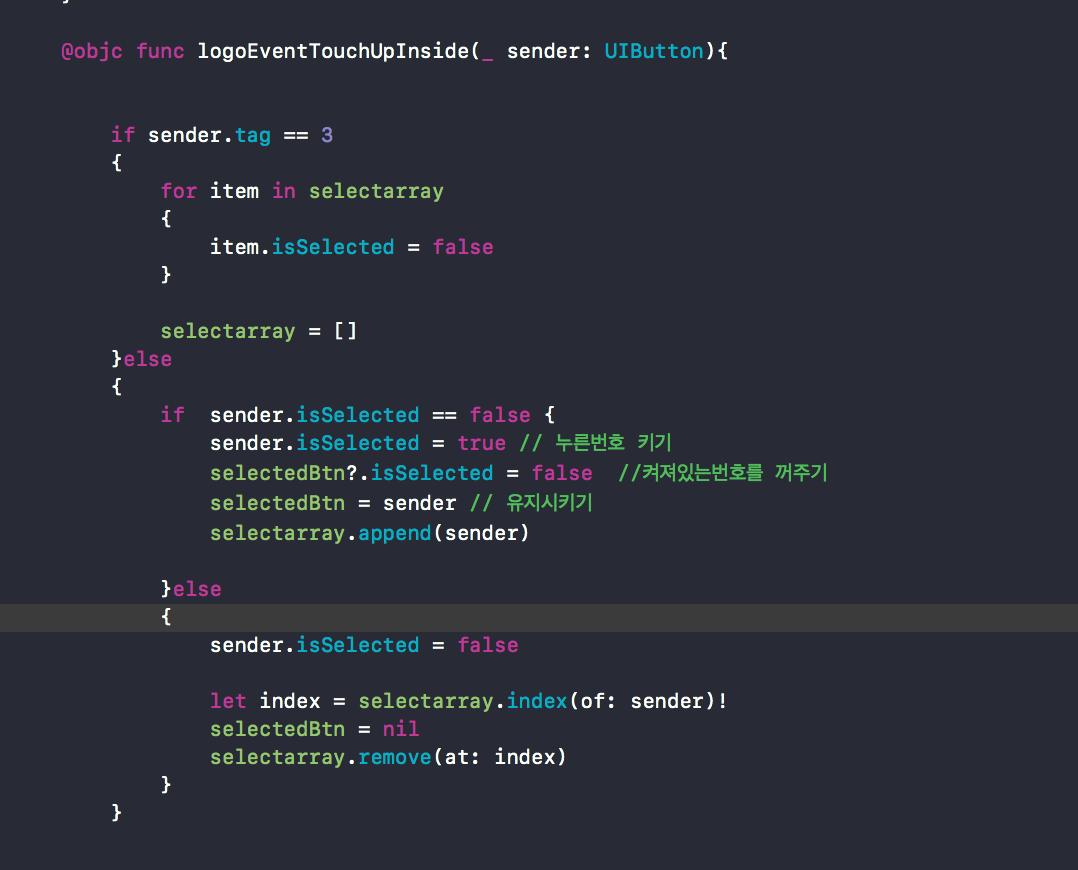 }
@objc func logoEventTouchUpInside(_ sender: UIButton){
if sender.tag == 3
{
for item in selectarray
{
item.isSelected = false
}
selectarray = []
}else
{
if  sender.isSelected == false {
sender.isSelected = true // 누른번호 키기
selectedBtn?.isSelected = false  //켜져있는번호를 꺼주기
selectedBtn = sender // 유지시키기
selectarray.append(sender)
}else
{
sender.isSelected = false
let index = selectarray.index(of: sender)!
selectedBtn = nil
selectarray.remove(at: index)
}
}